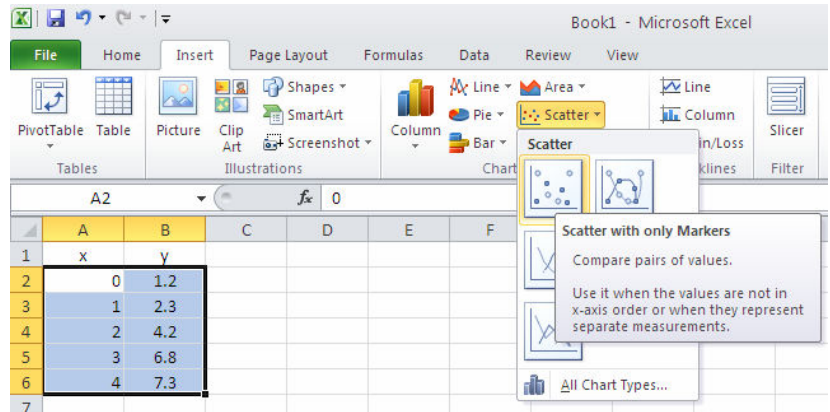 Book1 - Microsoft Excel
File Home Insert Page Layout Formulas Data Review View
PivotTable Table Picture Clip Art Shapes SmartArt Screenshot Column Line Pie Bar Area Scatter Line Column in/Loss Slicer
Tables Illustrations Chart klines Filter
Scatter
A2 fx 0
Scatter with only Markers
Compare pairs of values.
Use it when the values are not in
x-axis order or when they represent
separate measurements.
All Chart Types...
A B C D E F
1 x y
2 0 1.2
3 1 2.3
4 2 4.2
5 3 6.8
6 4 7.3
7